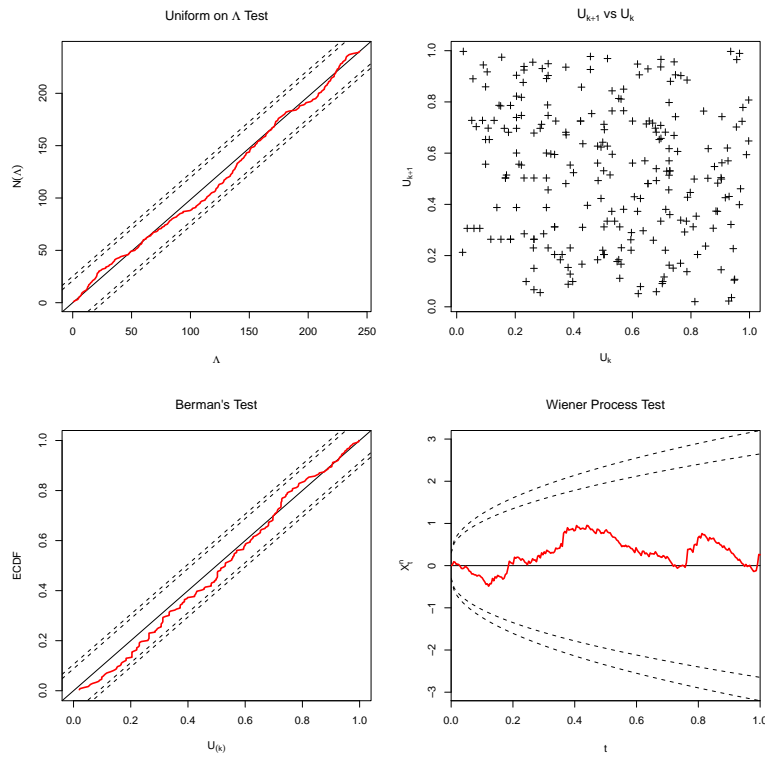 Uniform on Λ Test
N(Λ)
0 50 100 150 200
0 50 100 150 200 250
Λ
U_{k+1} vs U_k
U_{k+1}
0.0 0.2 0.4 0.6 0.8 1.0
0.0 0.2 0.4 0.6 0.8 1.0
U_k
Berman's Test
ECDF
0.0 0.2 0.4 0.6 0.8 1.0
0.0 0.2 0.4 0.6 0.8 1.0
U_{(k)}
Wiener Process Test
X_t^n
3
2
1
0
-1
-2
-3
0.0 0.2 0.4 0.6 0.8 1.0
t